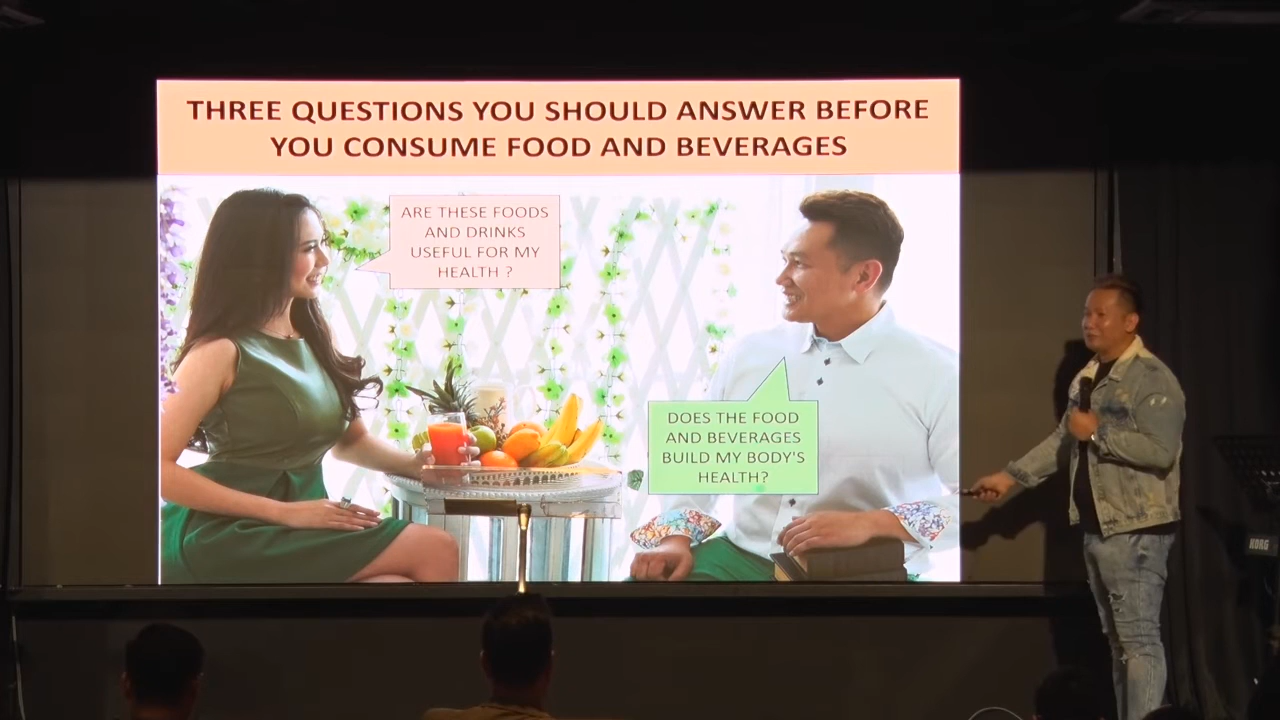 THREE QUESTIONS YOU SHOULD ANSWER BEFORE
YOU CONSUME FOOD AND BEVERAGES
ARE THESE FOODS
AND DRINKS
USEFUL FOR MY
HEALTH ?
DOES THE FOOD
AND BEVERAGES
BUILD MY BODY'S
HEALTH?
KORG